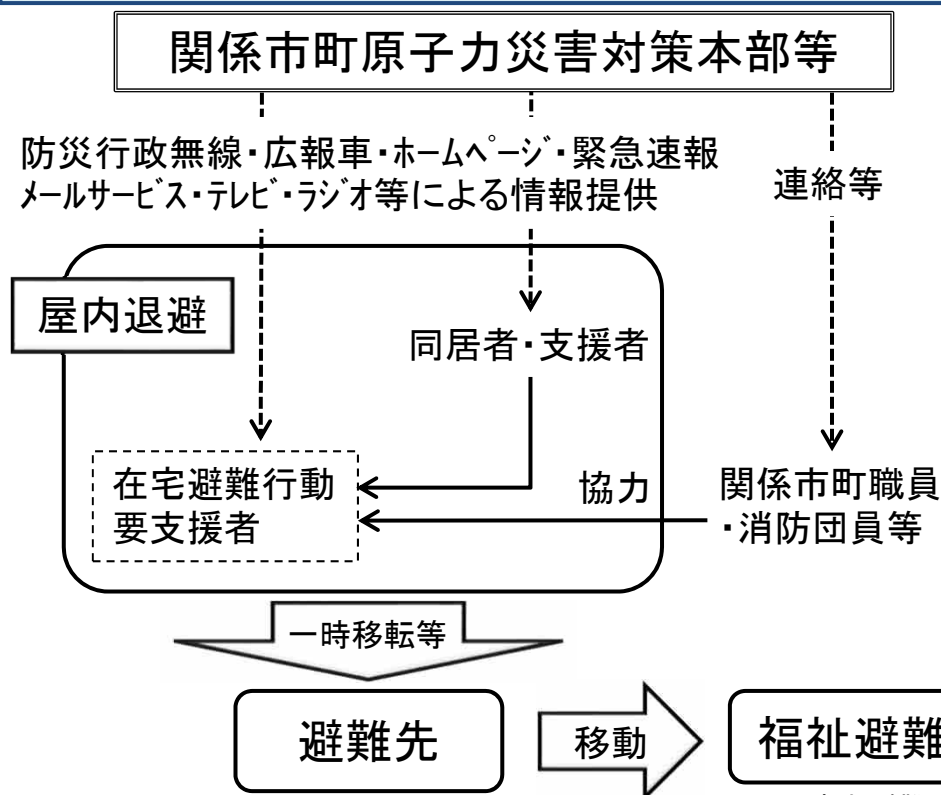 関係市町原子力災害対策本部等
防災行政無線・広報車・ﾎｰﾑﾍﾟｰｼﾞ・緊急速報
ﾒｰﾙｻｰﾋﾞｽ・ﾃﾚﾋﾞ・ﾗｼﾞｵ等による情報提供
連絡等
屋内退避
同居者・支援者
在宅避難行動
要支援者
協力
関係市町職員
・消防団員等
一時移転等
避難先
移動
福祉避難